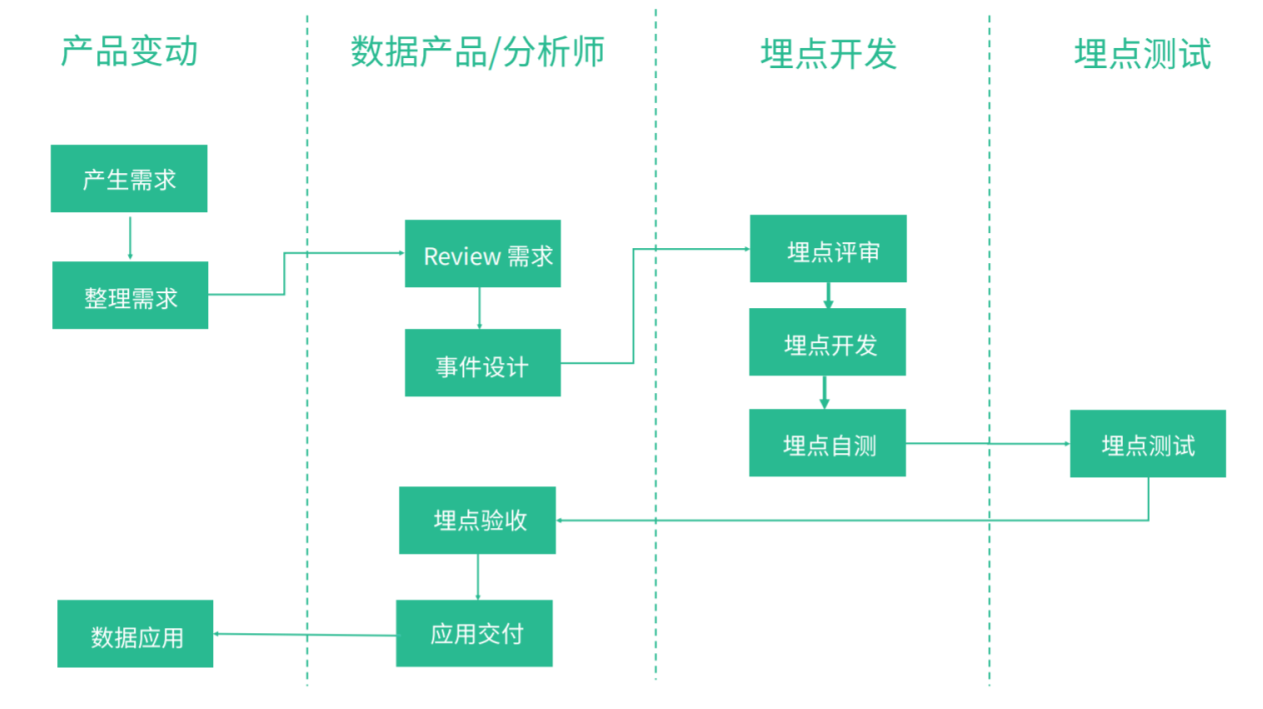 产品变动
数据产品/分析师
埋点开发
埋点测试
产生需求
整理需求
Review 需求
事件设计
埋点评审
埋点开发
埋点自测
埋点测试
埋点验收
应用交付
数据应用